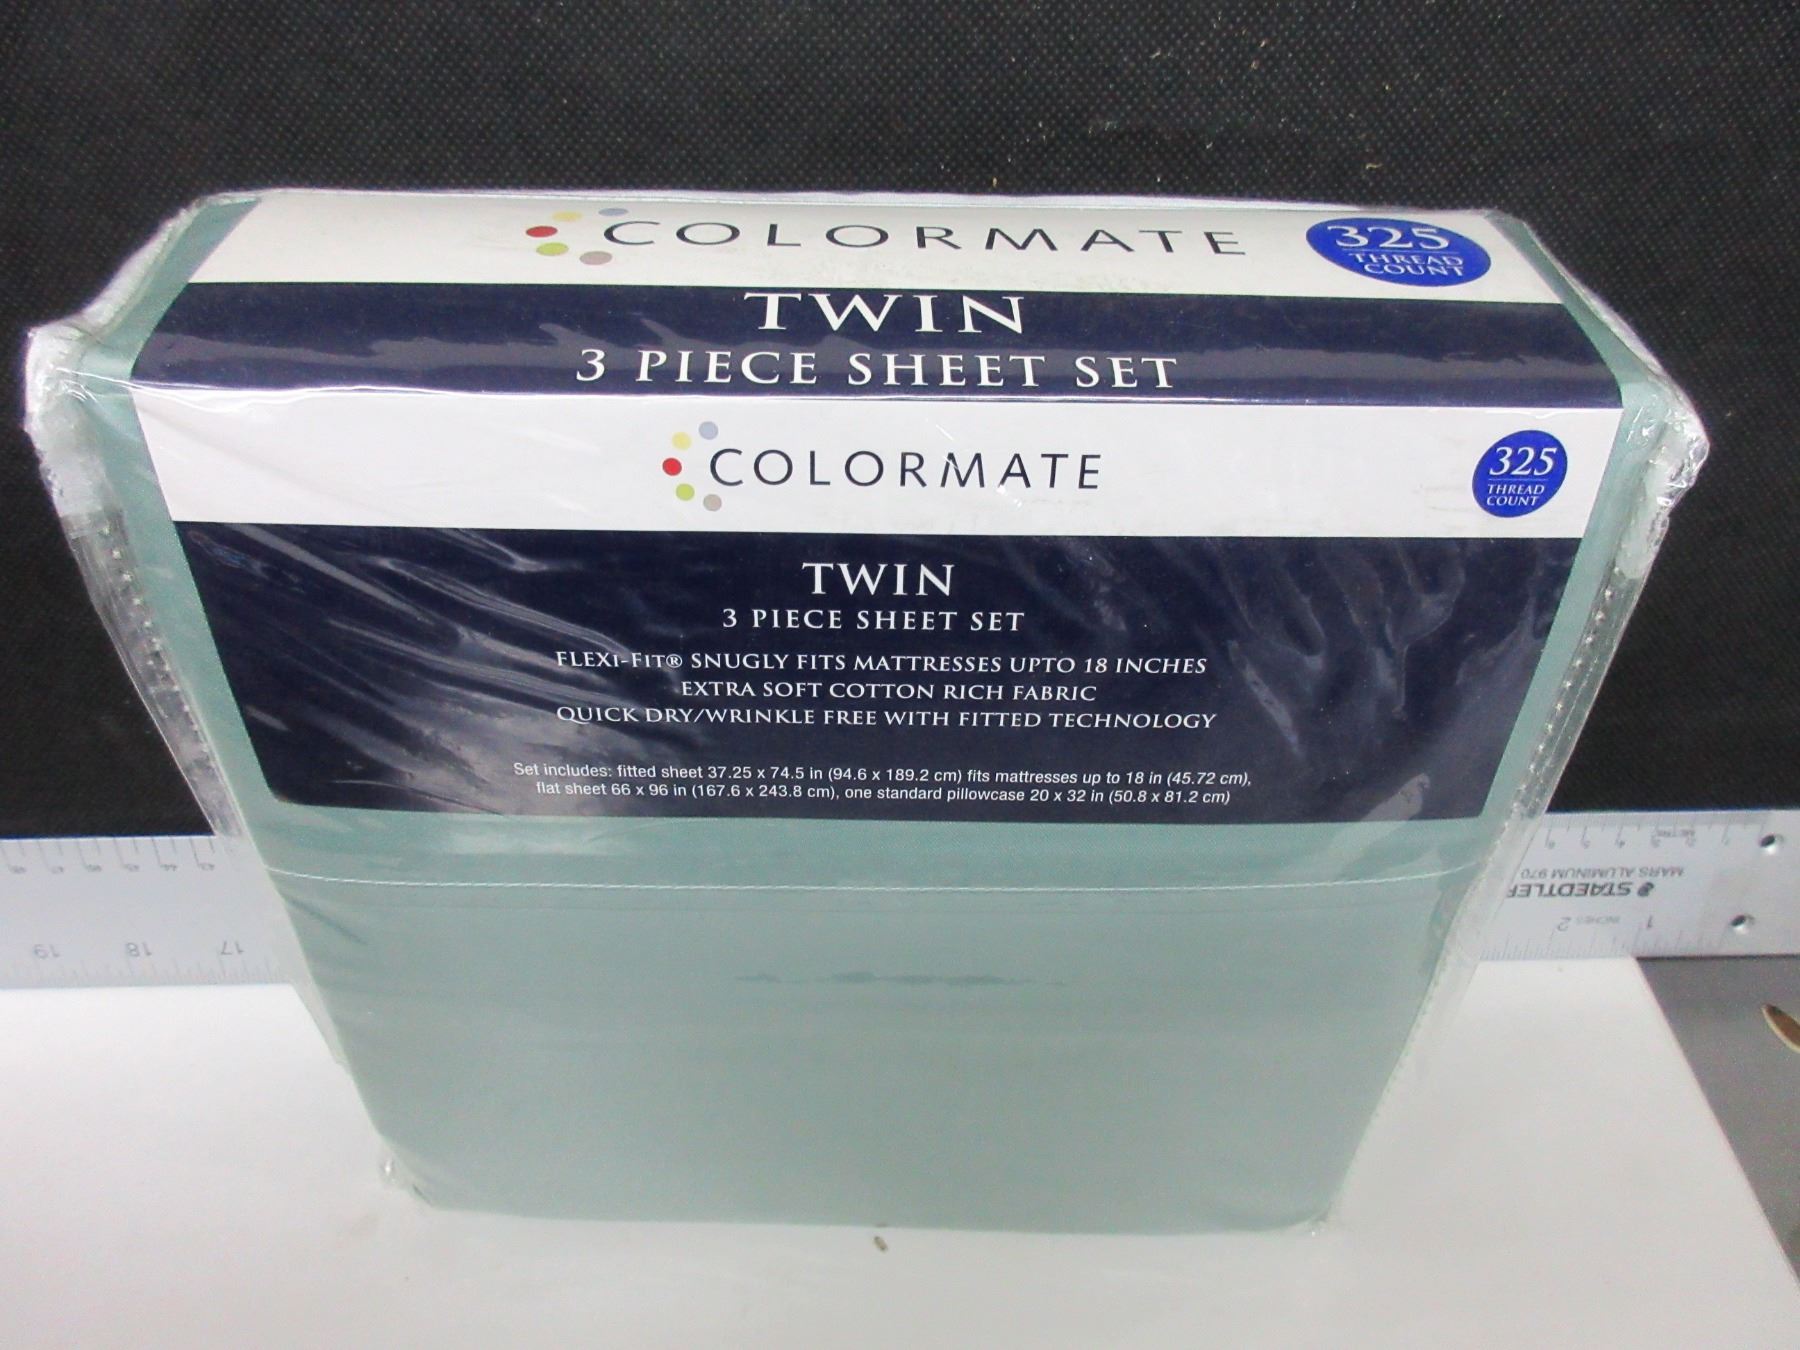 COLORMATE
325
THREAD
COUNT
TWIN
3 PIECE SHEET SET
COLORMATE
325
THREAD
COUNT
TWIN
3 PIECE SHEET SET
FLEXI-FIT® SNUGLY FITS MATTRESSES UPTO 18 INCHES
EXTRA SOFT COTTON RICH FABRIC
QUICK DRY/WRINKLE FREE WITH FITTED TECHNOLOGY
Set includes: fitted sheet 37.25 x 74.5 in (94.6 x 189.2 cm) fits mattresses up to 18 in (45.72 cm),
flat sheet 66 x 96 in (167.6 x 243.8 cm), one standard pillowcase 20 x 32 in (50.8 x 81.2 cm)
19 18 17
STAEDTLER
MARS ALUMINUM 970
1 INCHES 2